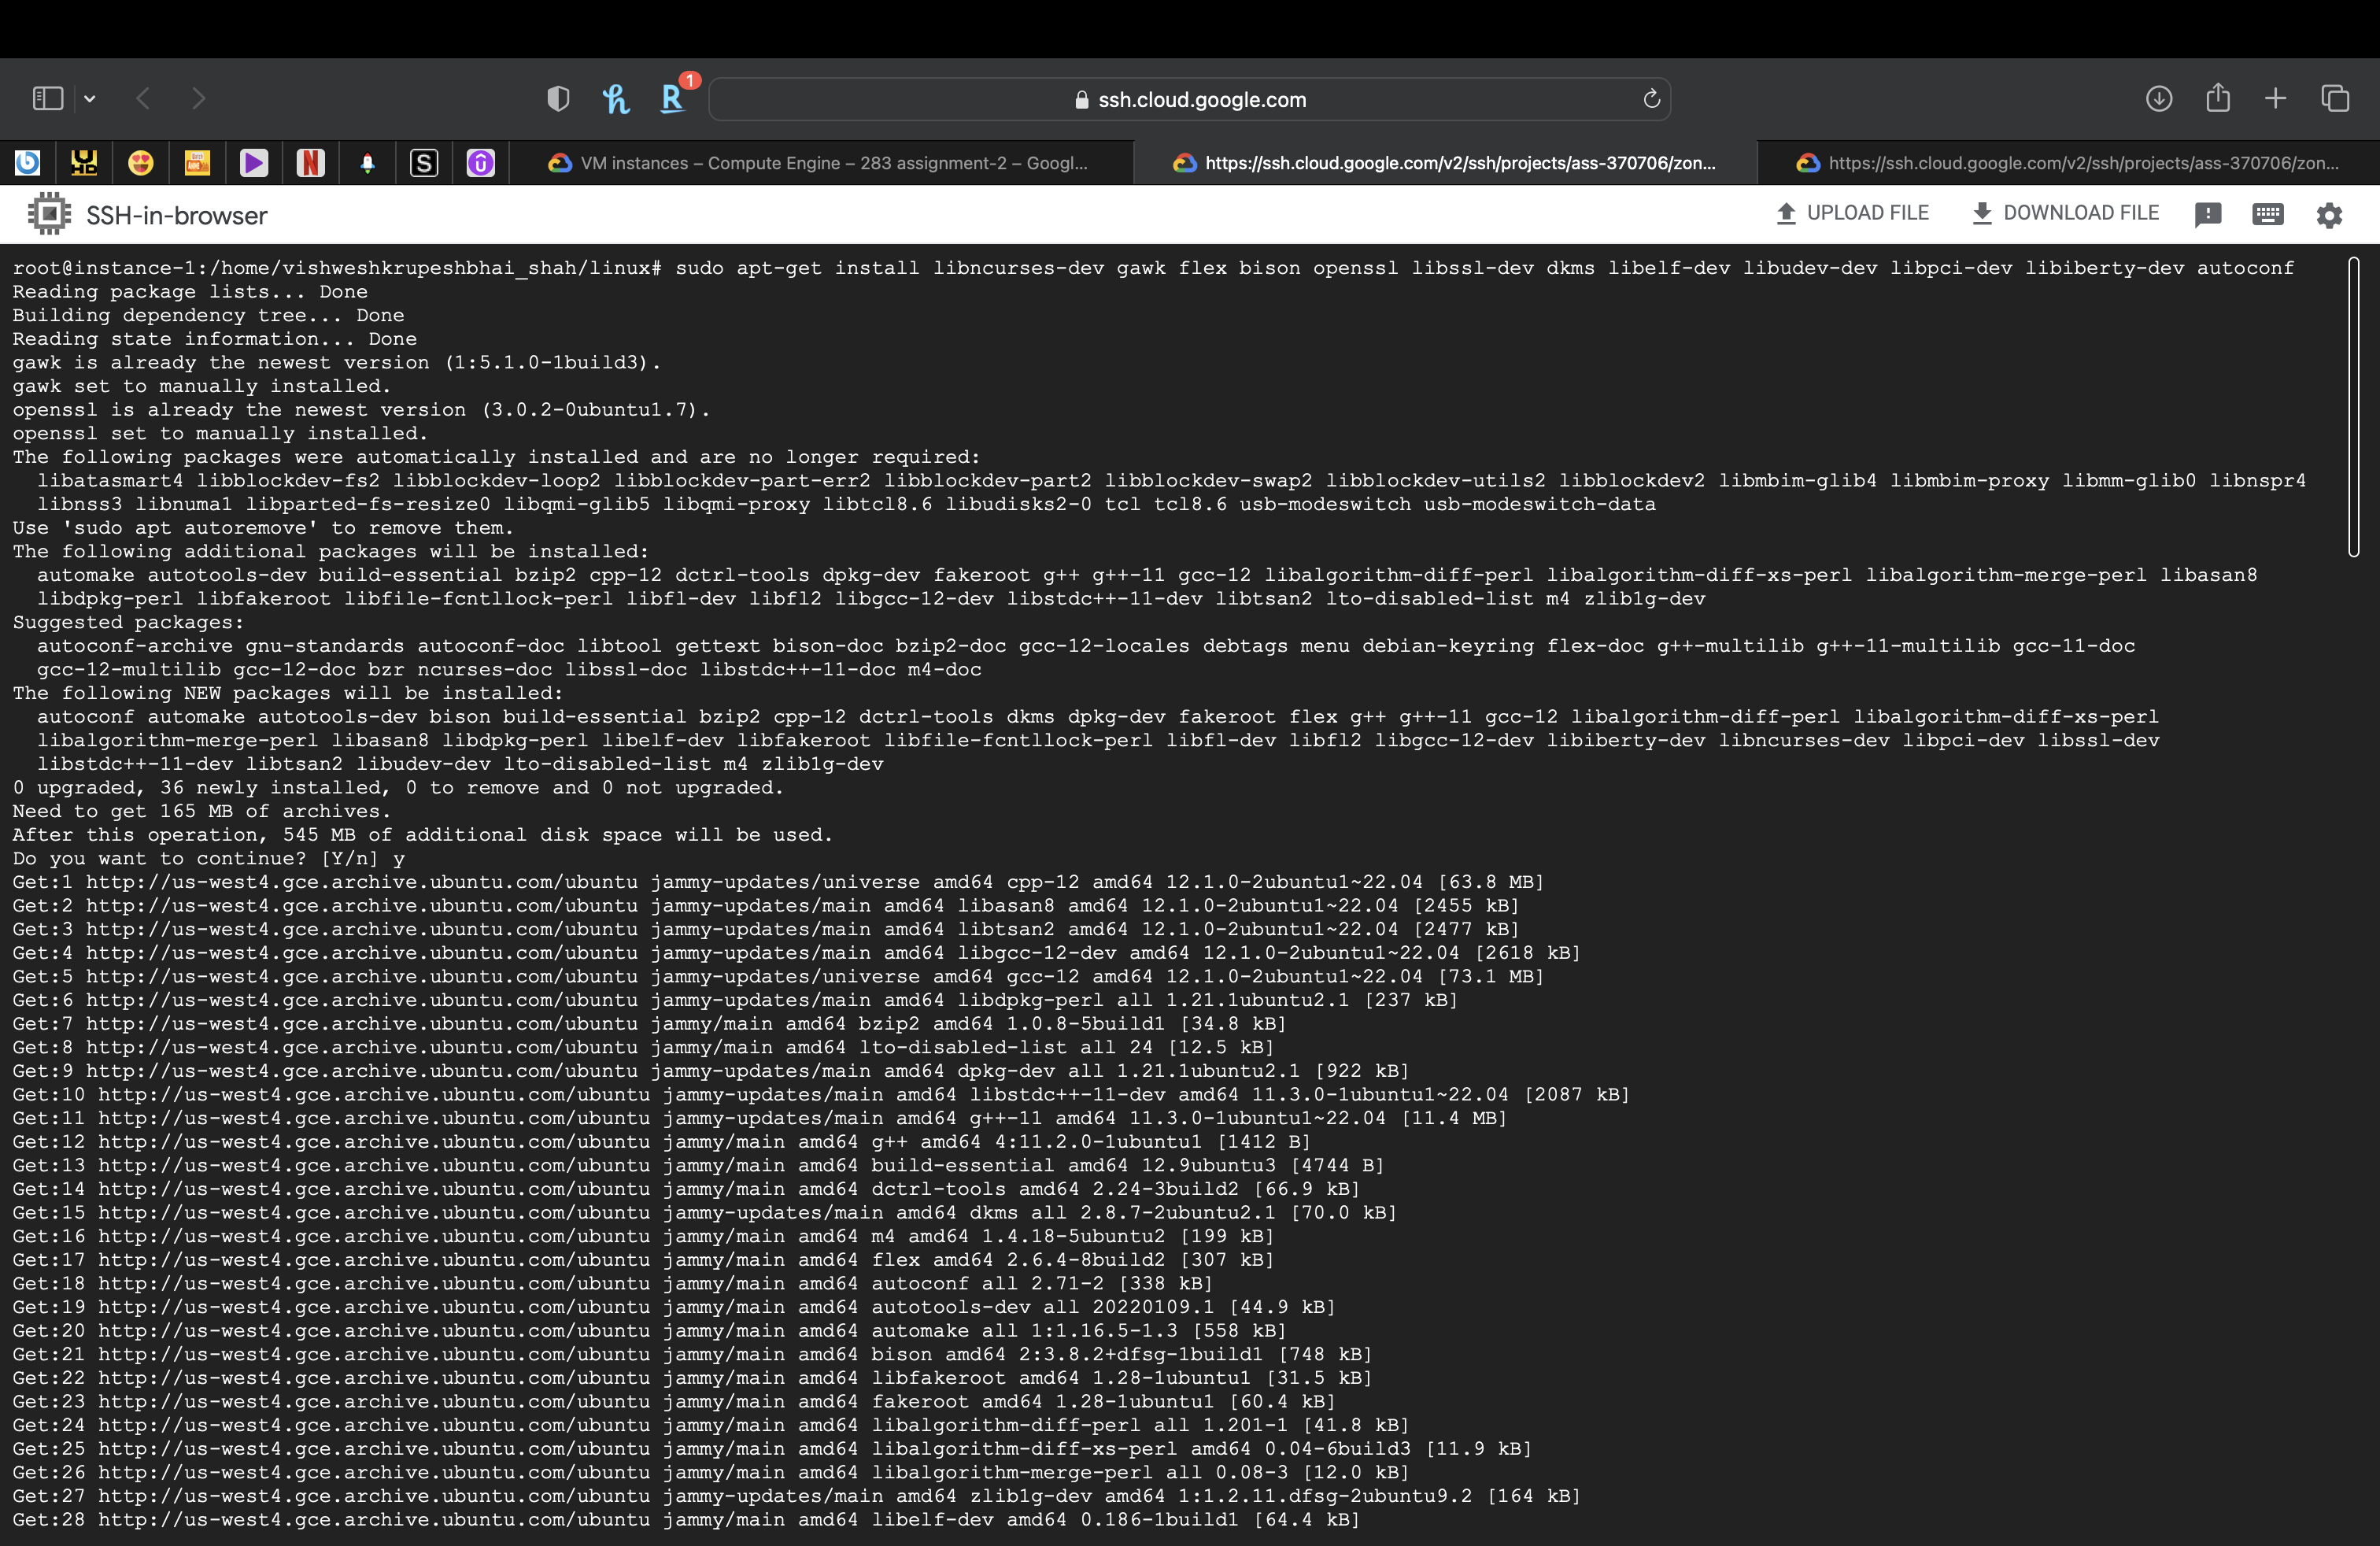 1
ssh.cloud.google.com
VM instances – Compute Engine – 283 assignment-2 – Googl...
https://ssh.cloud.google.com/v2/ssh/projects/ass-370706/zon...
https://ssh.cloud.google.com/v2/ssh/projects/ass-370706/zon...
SSH-in-browser
UPLOAD FILE
DOWNLOAD FILE
root@instance-1:/home/vishweshkrupeshbhai_shah/linux# sudo apt-get install libncurses-dev gawk flex bison openssl libssl-dev dkms libelf-dev libudev-dev libpci-dev libiberty-dev autoconf
Reading package lists... Done
Building dependency tree... Done
Reading state information... Done
gawk is already the newest version (1:5.1.0-1build3).
gawk set to manually installed.
openssl is already the newest version (3.0.2-0ubuntu1.7).
openssl set to manually installed.
The following packages were automatically installed and are no longer required:
libatasmart4 libblockdev-fs2 libblockdev-loop2 libblockdev-part-err2 libblockdev-part2 libblockdev-swap2 libblockdev-utils2 libblockdev2 libmbim-glib4 libmbim-proxy libmm-glib0 libnspr4
libnss3 libnuma1 libparted-fs-resize0 libqmi-glib5 libqmi-proxy libtcl8.6 libudisks2-0 tcl tcl8.6 usb-modeswitch usb-modeswitch-data
Use 'sudo apt autoremove' to remove them.
The following additional packages will be installed:
automake autotools-dev build-essential bzip2 cpp-12 dctrl-tools dpkg-dev fakeroot g++ g++-11 gcc-12 libalgorithm-diff-perl libalgorithm-diff-xs-perl libalgorithm-merge-perl libasan8
libdpkg-perl libfakeroot libfile-fcntllock-perl libfl-dev libfl2 libgcc-12-dev libstdc++-11-dev libtsan2 lto-disabled-list m4 zlib1g-dev
Suggested packages:
autoconf-archive gnu-standards autoconf-doc libtool gettext bison-doc bzip2-doc gcc-12-locales debtags menu debian-keyring flex-doc g++-multilib g++-11-multilib gcc-11-doc
gcc-12-multilib gcc-12-doc bzr ncurses-doc libssl-doc libstdc++-11-doc m4-doc
The following NEW packages will be installed:
autoconf automake autotools-dev bison build-essential bzip2 cpp-12 dctrl-tools dkms dpkg-dev fakeroot flex g++ g++-11 gcc-12 libalgorithm-diff-perl libalgorithm-diff-xs-perl
libalgorithm-merge-perl libasan8 libdpkg-perl libelf-dev libfakeroot libfile-fcntllock-perl libfl-dev libfl2 libgcc-12-dev libiberty-dev libncurses-dev libpci-dev libssl-dev
libstdc++-11-dev libtsan2 libudev-dev lto-disabled-list m4 zlib1g-dev
0 upgraded, 36 newly installed, 0 to remove and 0 not upgraded.
Need to get 165 MB of archives.
After this operation, 545 MB of additional disk space will be used.
Do you want to continue? [Y/n] y
Get:1 http://us-west4.gce.archive.ubuntu.com/ubuntu jammy-updates/universe amd64 cpp-12 amd64 12.1.0-2ubuntu1~22.04 [63.8 MB]
Get:2 http://us-west4.gce.archive.ubuntu.com/ubuntu jammy-updates/main amd64 libasan8 amd64 12.1.0-2ubuntu1~22.04 [2455 kB]
Get:3 http://us-west4.gce.archive.ubuntu.com/ubuntu jammy-updates/main amd64 libtsan2 amd64 12.1.0-2ubuntu1~22.04 [2477 kB]
Get:4 http://us-west4.gce.archive.ubuntu.com/ubuntu jammy-updates/main amd64 libgcc-12-dev amd64 12.1.0-2ubuntu1~22.04 [2618 kB]
Get:5 http://us-west4.gce.archive.ubuntu.com/ubuntu jammy-updates/universe amd64 gcc-12 amd64 12.1.0-2ubuntu1~22.04 [73.1 MB]
Get:6 http://us-west4.gce.archive.ubuntu.com/ubuntu jammy-updates/main amd64 libdpkg-perl all 1.21.1ubuntu2.1 [237 kB]
Get:7 http://us-west4.gce.archive.ubuntu.com/ubuntu jammy/main amd64 bzip2 amd64 1.0.8-5build1 [34.8 kB]
Get:8 http://us-west4.gce.archive.ubuntu.com/ubuntu jammy/main amd64 lto-disabled-list all 24 [12.5 kB]
Get:9 http://us-west4.gce.archive.ubuntu.com/ubuntu jammy-updates/main amd64 dpkg-dev all 1.21.1ubuntu2.1 [922 kB]
Get:10 http://us-west4.gce.archive.ubuntu.com/ubuntu jammy-updates/main amd64 libstdc++-11-dev amd64 11.3.0-1ubuntu1~22.04 [2087 kB]
Get:11 http://us-west4.gce.archive.ubuntu.com/ubuntu jammy-updates/main amd64 g++-11 amd64 11.3.0-1ubuntu1~22.04 [11.4 MB]
Get:12 http://us-west4.gce.archive.ubuntu.com/ubuntu jammy/main amd64 g++ amd64 4:11.2.0-1ubuntu1 [1412 B]
Get:13 http://us-west4.gce.archive.ubuntu.com/ubuntu jammy/main amd64 build-essential amd64 12.9ubuntu3 [4744 B]
Get:14 http://us-west4.gce.archive.ubuntu.com/ubuntu jammy/main amd64 dctrl-tools amd64 2.24-3build2 [66.9 kB]
Get:15 http://us-west4.gce.archive.ubuntu.com/ubuntu jammy-updates/main amd64 dkms all 2.8.7-2ubuntu2.1 [70.0 kB]
Get:16 http://us-west4.gce.archive.ubuntu.com/ubuntu jammy/main amd64 m4 amd64 1.4.18-5ubuntu2 [199 kB]
Get:17 http://us-west4.gce.archive.ubuntu.com/ubuntu jammy/main amd64 flex amd64 2.6.4-8build2 [307 kB]
Get:18 http://us-west4.gce.archive.ubuntu.com/ubuntu jammy/main amd64 autoconf all 2.71-2 [338 kB]
Get:19 http://us-west4.gce.archive.ubuntu.com/ubuntu jammy/main amd64 autotools-dev all 20220109.1 [44.9 kB]
Get:20 http://us-west4.gce.archive.ubuntu.com/ubuntu jammy/main amd64 automake all 1:1.16.5-1.3 [558 kB]
Get:21 http://us-west4.gce.archive.ubuntu.com/ubuntu jammy/main amd64 bison amd64 2:3.8.2+dfsg-1build1 [748 kB]
Get:22 http://us-west4.gce.archive.ubuntu.com/ubuntu jammy/main amd64 libfakeroot amd64 1.28-1ubuntu1 [31.5 kB]
Get:23 http://us-west4.gce.archive.ubuntu.com/ubuntu jammy/main amd64 fakeroot amd64 1.28-1ubuntu1 [60.4 kB]
Get:24 http://us-west4.gce.archive.ubuntu.com/ubuntu jammy/main amd64 libalgorithm-diff-perl all 1.201-1 [41.8 kB]
Get:25 http://us-west4.gce.archive.ubuntu.com/ubuntu jammy/main amd64 libalgorithm-diff-xs-perl amd64 0.04-6build3 [11.9 kB]
Get:26 http://us-west4.gce.archive.ubuntu.com/ubuntu jammy/main amd64 libalgorithm-merge-perl all 0.08-3 [12.0 kB]
Get:27 http://us-west4.gce.archive.ubuntu.com/ubuntu jammy-updates/main amd64 zlib1g-dev amd64 1:1.2.11.dfsg-2ubuntu9.2 [164 kB]
Get:28 http://us-west4.gce.archive.ubuntu.com/ubuntu jammy/main amd64 libelf-dev amd64 0.186-1build1 [64.4 kB]